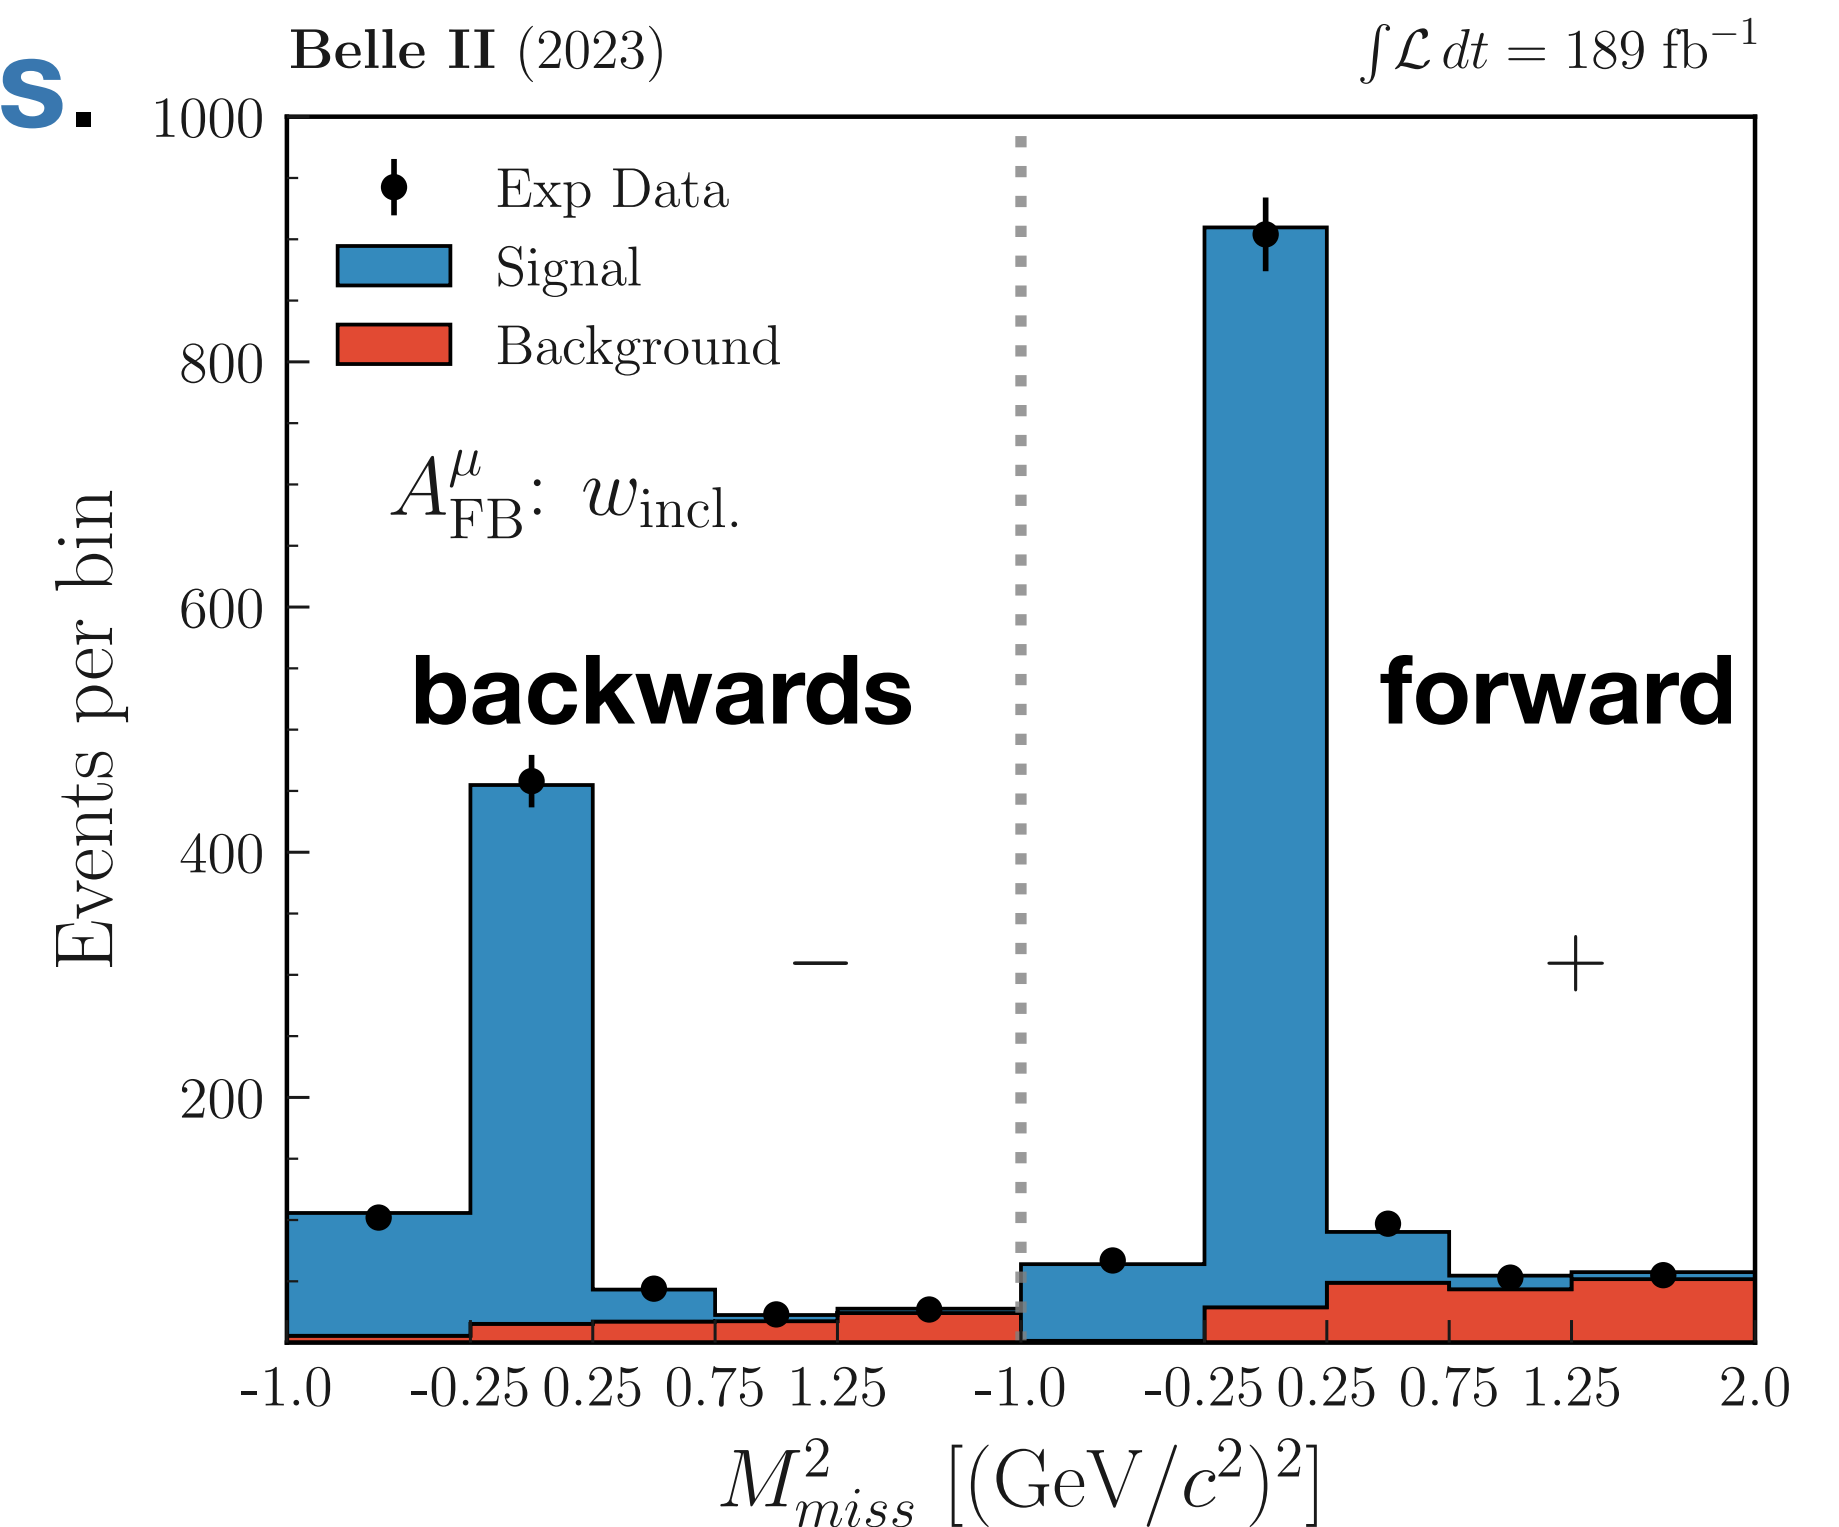 Belle II (2023)
∫ℒ dt = 189 fb⁻¹
s.
1000
800
600
400
200
Events per bin
Exp Data
Signal
Background
A^μ_FB: w_incl.
backwards
forward
−
+
-1.0 -0.25 0.25 0.75 1.25 -1.0 -0.25 0.25 0.75 1.25 2.0
M²_miss [(GeV/c²)²]